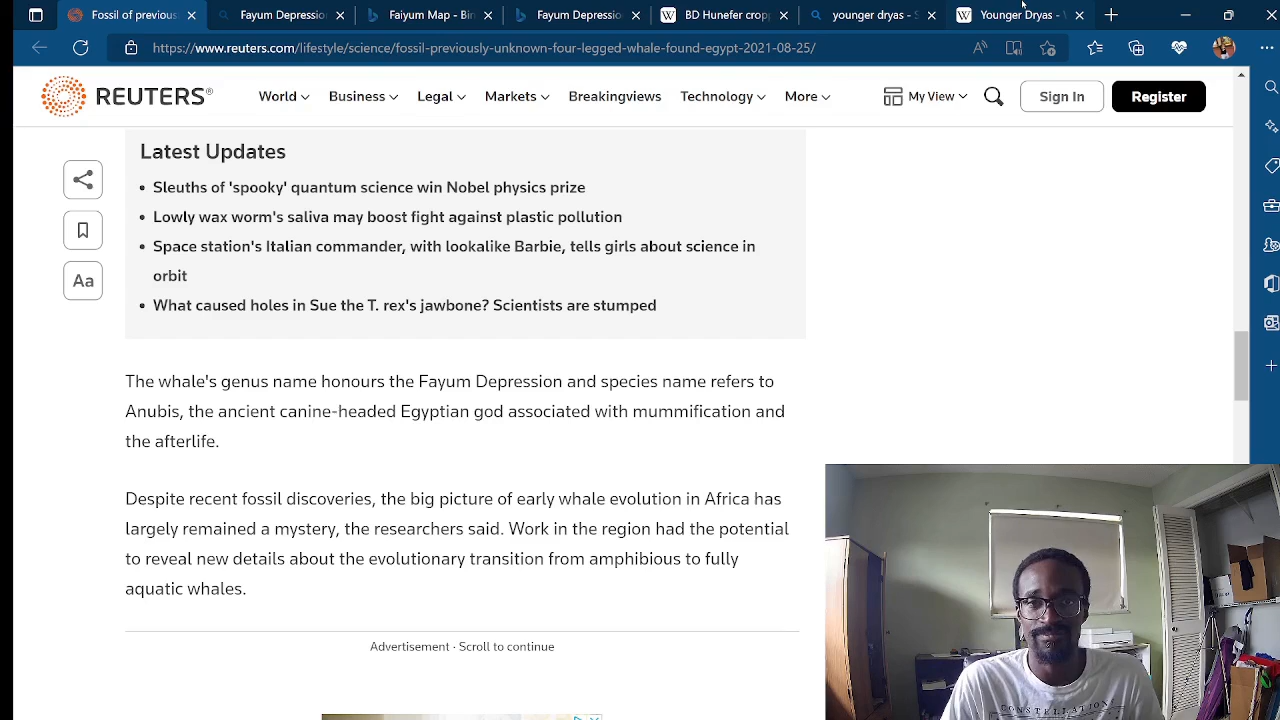 Fossil of previous
Fayum Depressio
Faiyum Map - Bin
Fayum Depressio
BD Hunefer cropp
younger dryas - S
Younger Dryas - W
https://www.reuters.com/lifestyle/science/fossil-previously-unknown-four-legged-whale-found-egypt-2021-08-25/
REUTERS®
World
Business
Legal
Markets
Breakingviews
Technology
More
My View
Sign In
Register
Latest Updates
Sleuths of 'spooky' quantum science win Nobel physics prize
Lowly wax worm's saliva may boost fight against plastic pollution
Space station's Italian commander, with lookalike Barbie, tells girls about science in
orbit
What caused holes in Sue the T. rex's jawbone? Scientists are stumped
Aa
The whale's genus name honours the Fayum Depression and species name refers to
Anubis, the ancient canine-headed Egyptian god associated with mummification and
the afterlife.
Despite recent fossil discoveries, the big picture of early whale evolution in Africa has
largely remained a mystery, the researchers said. Work in the region had the potential
to reveal new details about the evolutionary transition from amphibious to fully
aquatic whales.
Advertisement · Scroll to continue
CONSTELLATION